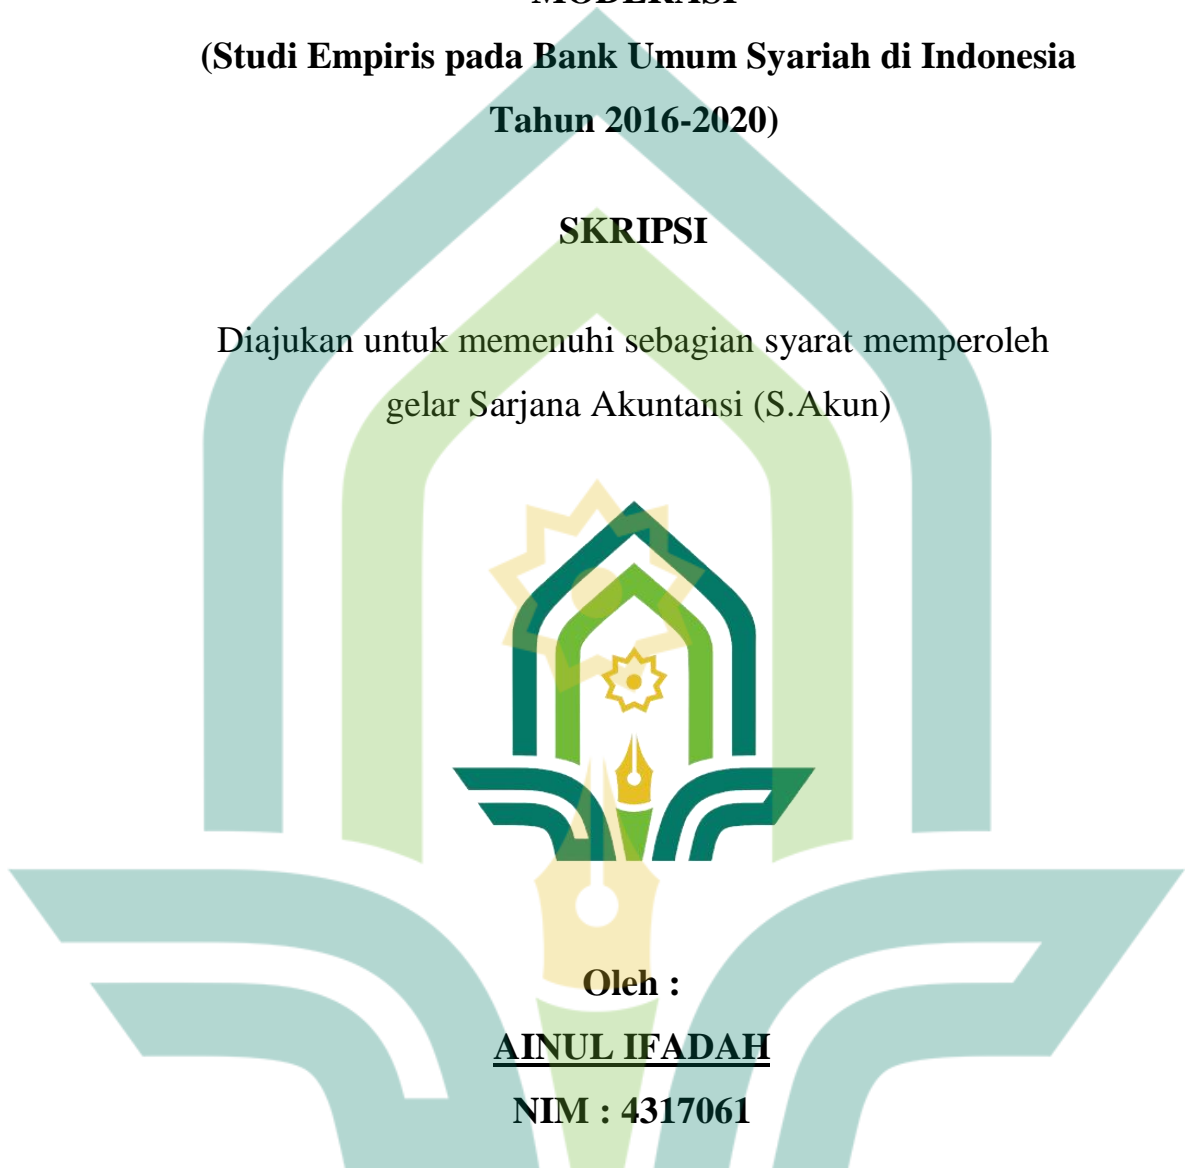 MODERASI
(Studi Empiris pada Bank Umum Syariah di Indonesia
Tahun 2016-2020)
SKRIPSI
Diajukan untuk memenuhi sebagian syarat memperoleh
gelar Sarjana Akuntansi (S.Akun)
Oleh :
AINUL IFADAH
NIM : 4317061